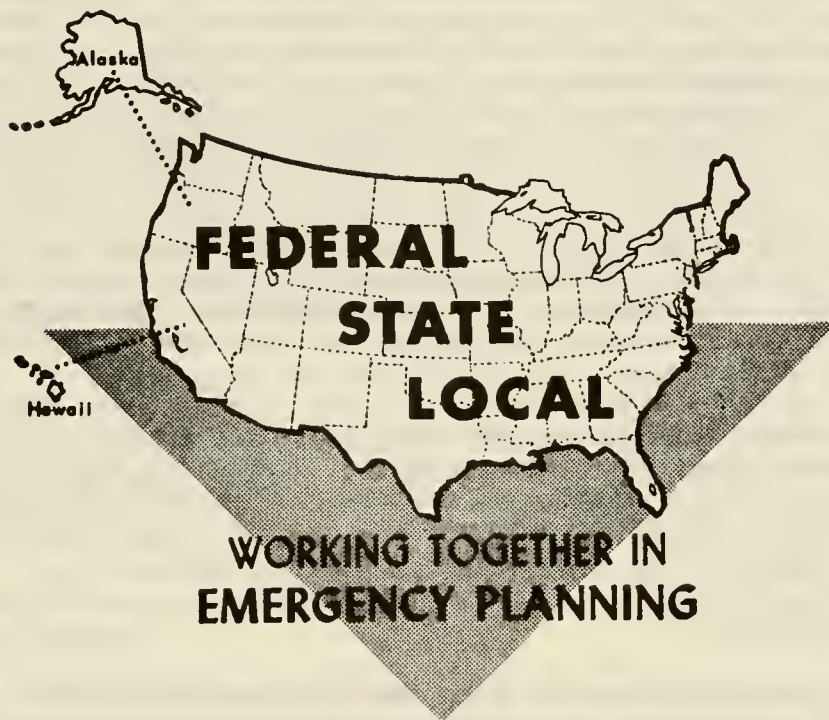 Alaska
FEDERAL
STATE
LOCAL
Hawaii
WORKING TOGETHER IN
EMERGENCY PLANNING